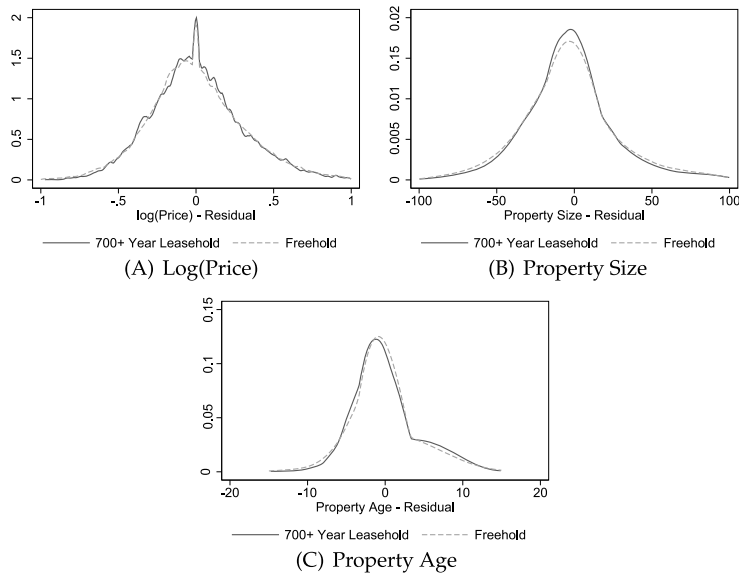 2
1.5
1
.5
0
-1 -.5 0 .5 1
log(Price) - Residual
700+ Year Leasehold Freehold
(A) Log(Price)
0.02
0.015
0.01
0.005
0
-100 -50 0 50 100
Property Size - Residual
700+ Year Leasehold Freehold
(B) Property Size
0.15
0.1
0.05
0
-20 -10 0 10 20
Property Age - Residual
700+ Year Leasehold Freehold
(C) Property Age